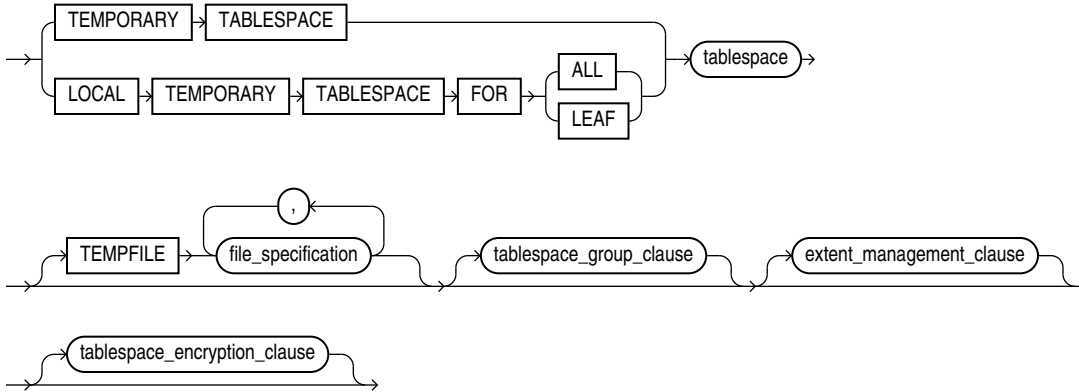 TEMPORARY TABLESPACE
tablespace
LOCAL TEMPORARY TABLESPACE FOR ALL
LEAF
,
TEMPFILE file_specification tablespace_group_clause extent_management_clause
tablespace_encryption_clause